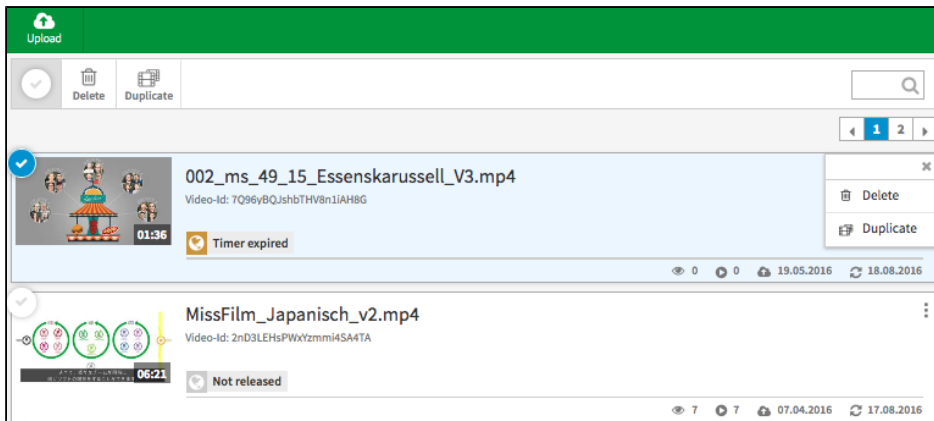 Upload
Delete Duplicate
1 2
002_ms_49_15_Essenskarussell_V3.mp4
Video-Id: 7Q96yBQJshbTHV8n1iAH8G
01:36
Timer expired
Delete
Duplicate
0 0 19.05.2016 18.08.2016
MissFilm_Japanisch_v2.mp4
Video-Id: 2nD3LEHsPWxYzmmi4SA4TA
06:21
Not released
7 7 07.04.2016 17.08.2016